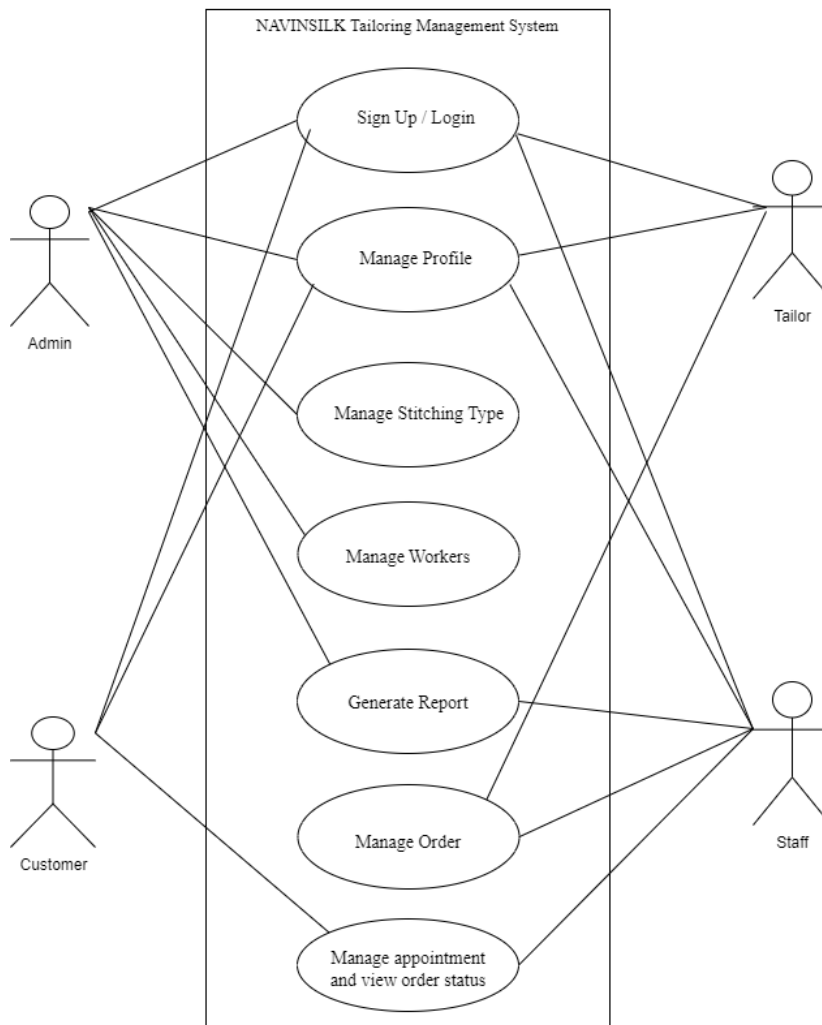 NAVINSILK Tailoring Management System
Sign Up / Login
Manage Profile
Admin
Tailor
Manage Stitching Type
Manage Workers
Generate Report
Manage Order
Customer
Staff
Manage appointment
and view order status